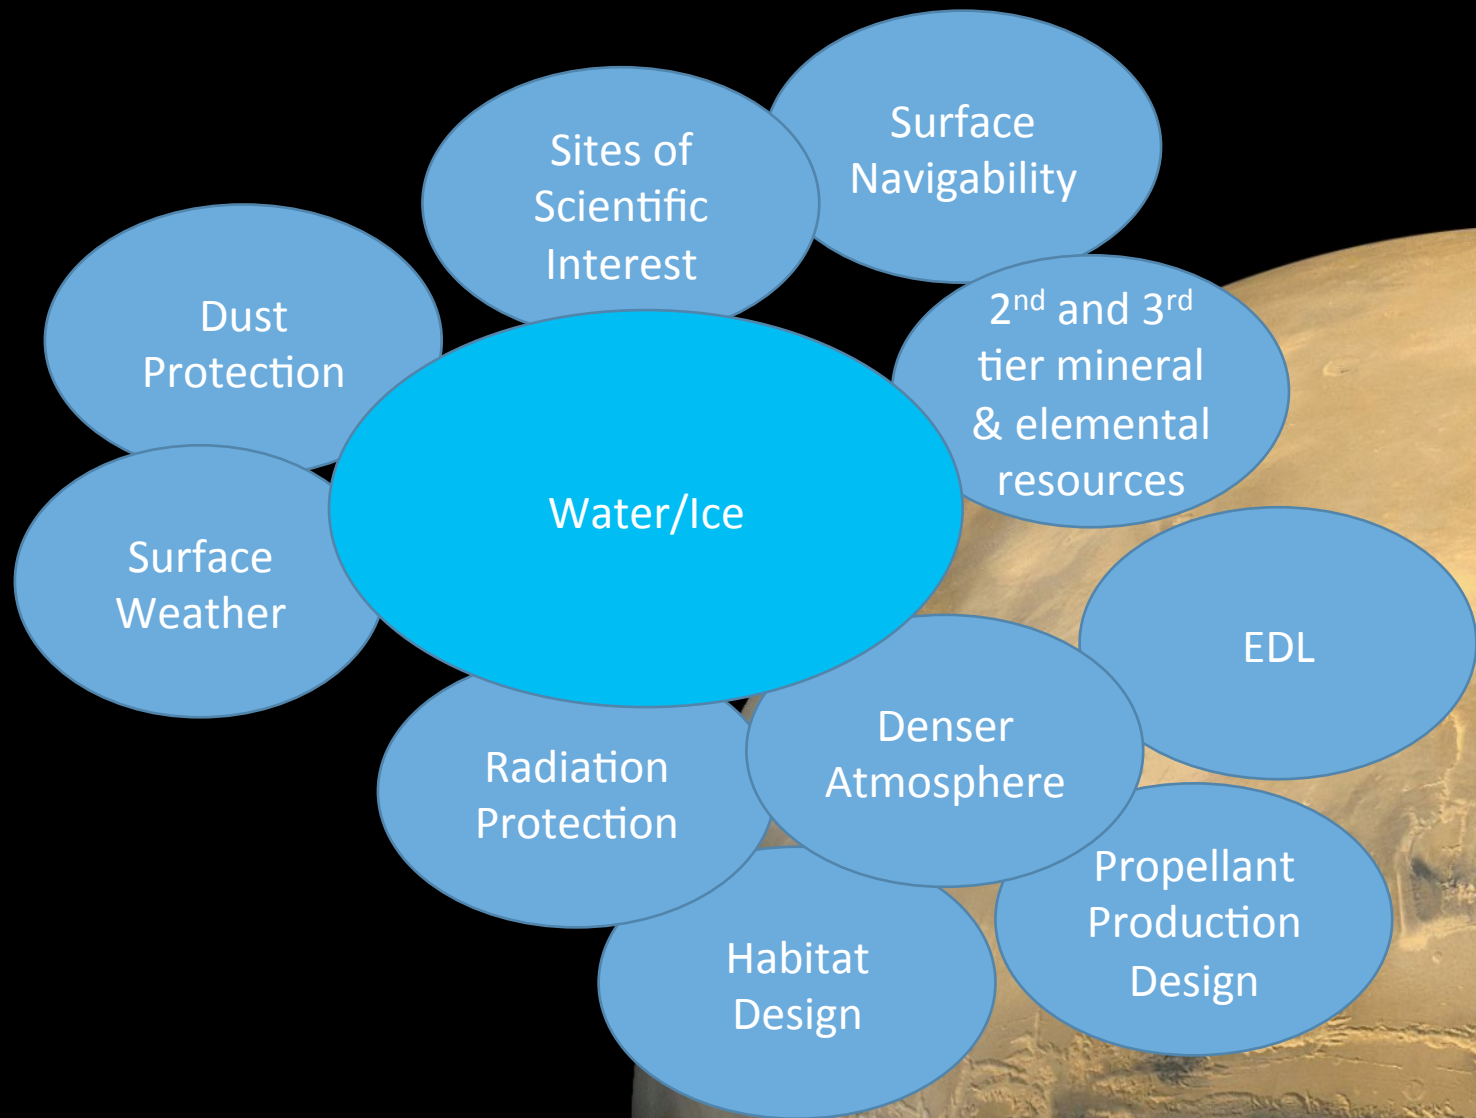 Surface
Navigability
Sites of
Scientific
Interest
Dust
Protection
2nd and 3rd
tier mineral
& elemental
resources
Water/Ice
Surface
Weather
EDL
Denser
Atmosphere
Radiation
Protection
Propellant
Production
Design
Habitat
Design